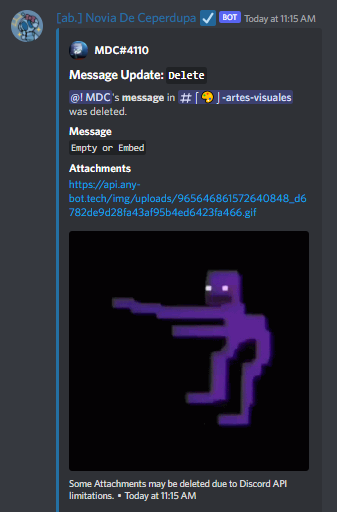 [ab.] Novia De Ceperdupa BOT Today at 11:15 AM
MDC#4110
Message Update: Delete
@! MDC's message in # [ 🎨 ]-artes-visuales
was deleted.
Message
Empty or Embed
Attachments
https://api.any-
bot.tech/img/uploads/965646861572640848_d6
782de9d28fa43af95b4ed6423fa466.gif
Some Attachments may be deleted due to Discord API
limitations. • Today at 11:15 AM